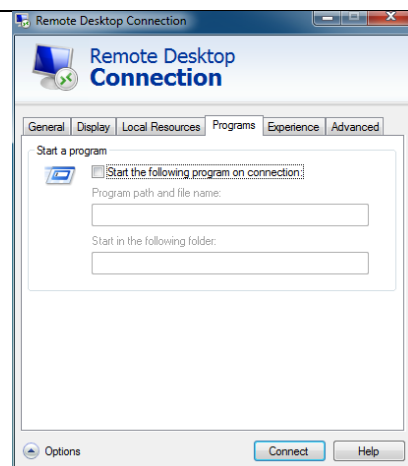 Remote Desktop Connection
Remote Desktop
Connection
General Display Local Resources Programs Experience Advanced
Start a program
Start the following program on connection:
Program path and file name:
Start in the following folder:
Options Connect Help